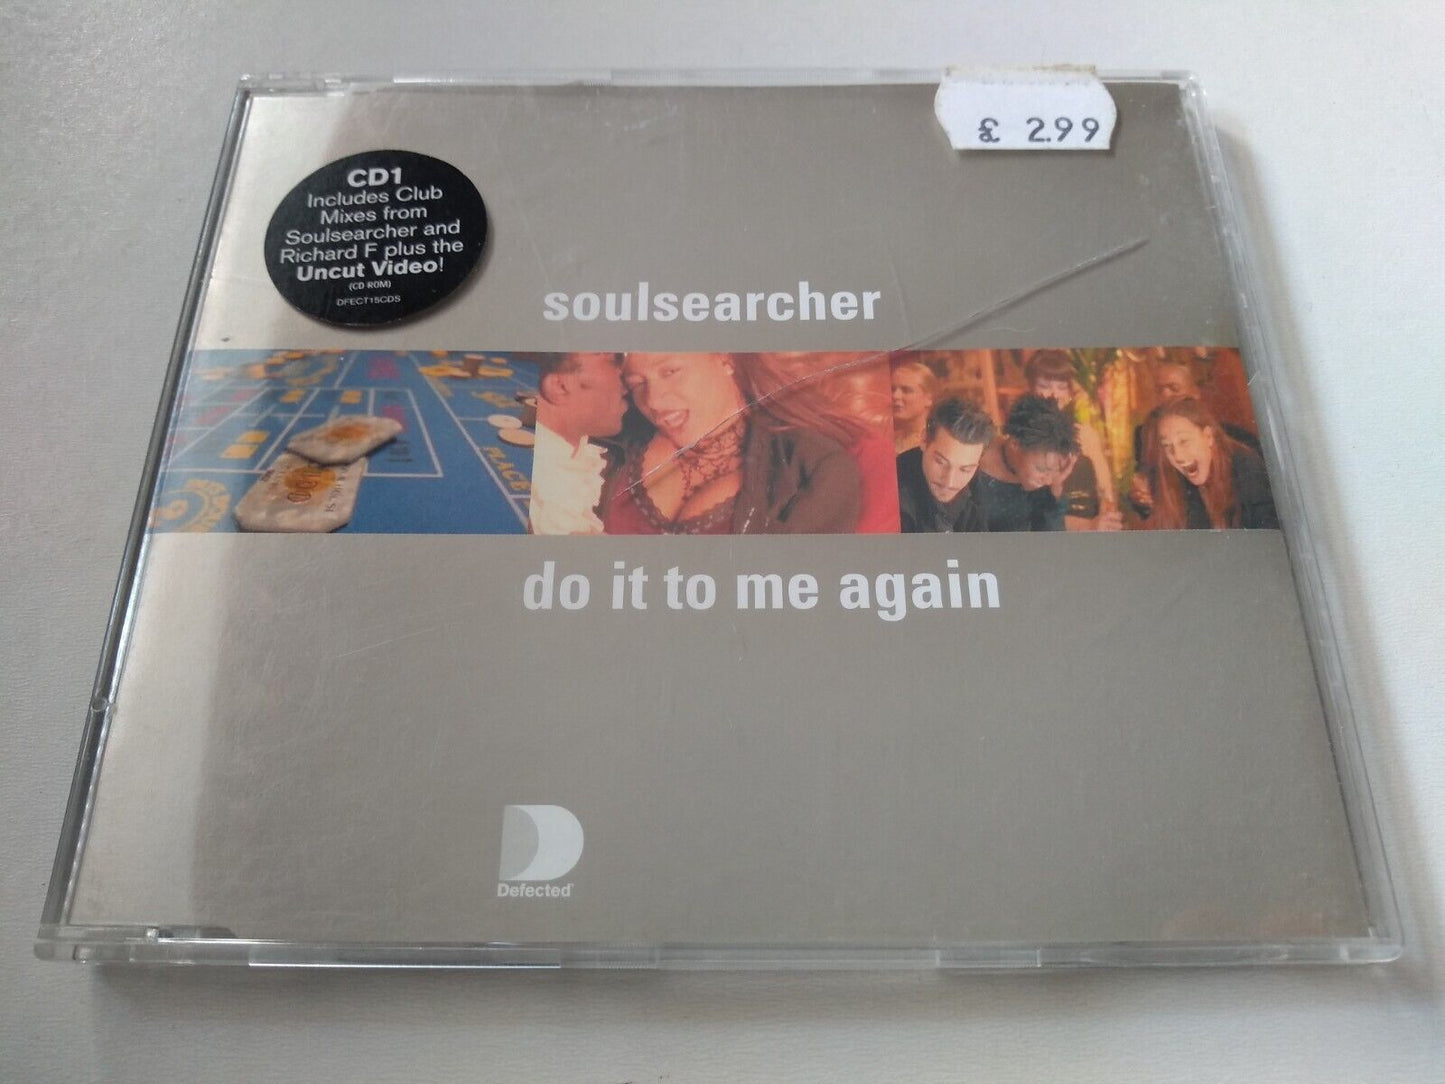 £ 2.99
CD1
Includes Club
Mixes from
Soulsearcher and
Richard F plus the
Uncut Video!
(CD ROM)
DFECT15CDS
soulsearcher
PLACE
do it to me again
Defected